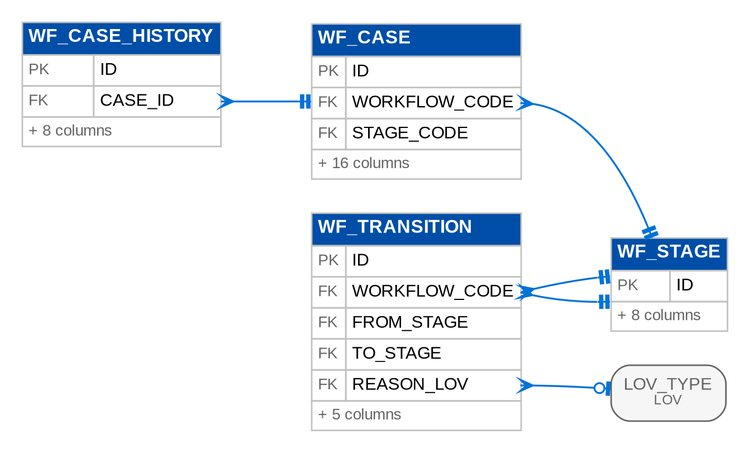 WF_CASE_HISTORY
PK ID
FK CASE_ID
+ 8 columns
WF_CASE
PK ID
FK WORKFLOW_CODE
FK STAGE_CODE
+ 16 columns
WF_TRANSITION
PK ID
FK WORKFLOW_CODE
FK FROM_STAGE
FK TO_STAGE
FK REASON_LOV
+ 5 columns
WF_STAGE
PK ID
+ 8 columns
LOV_TYPE
LOV